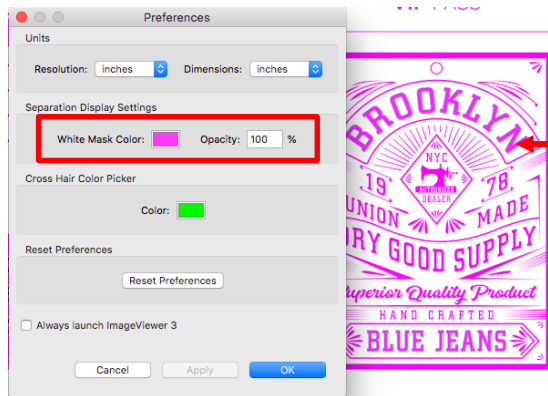 Preferences
Units
Resolution: inches Dimensions: inches
Separation Display Settings
White Mask Color: Opacity: 100 %
Cross Hair Color Picker
Color:
Reset Preferences
Reset Preferences
Always launch ImageViewer 3
Cancel Apply OK
BROOKLYN
NYC
19 78
AUTHORIZED
DEALER
UNION MADE
RY GOOD SUPPLY
uperior Quality Product
HAND CRAFTED
BLUE JEANS